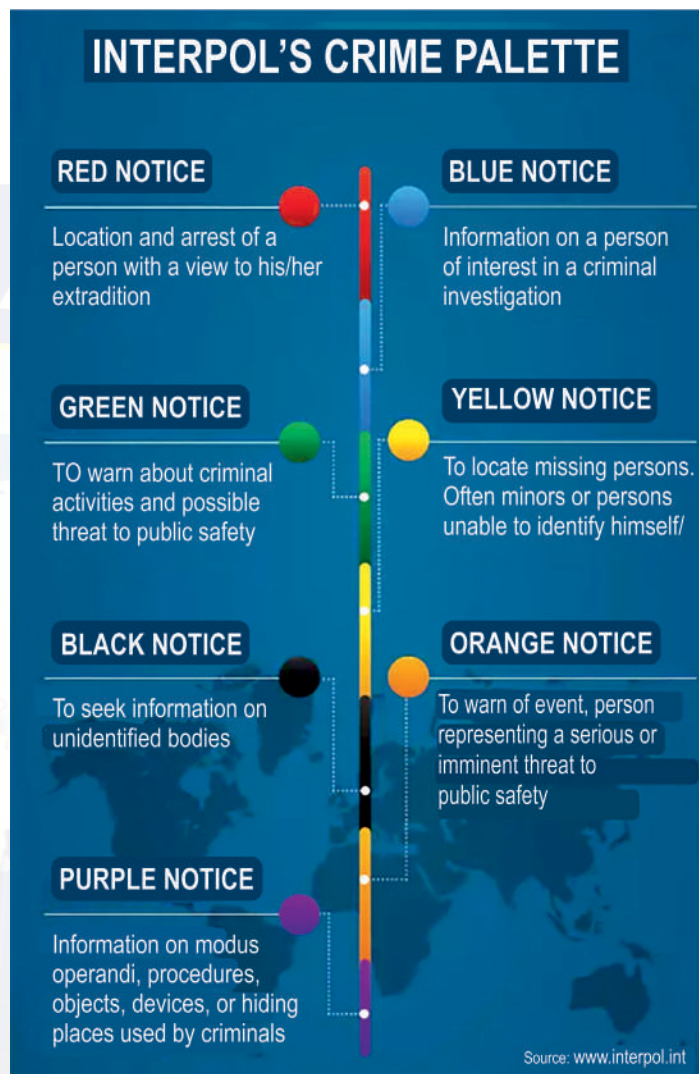 INTERPOL'S CRIME PALETTE
RED NOTICE
Location and arrest of a
person with a view to his/her
extradition
BLUE NOTICE
Information on a person
of interest in a criminal
investigation
GREEN NOTICE
TO warn about criminal
activities and possible
threat to public safety
YELLOW NOTICE
To locate missing persons.
Often minors or persons
unable to identify himself/
BLACK NOTICE
To seek information on
unidentified bodies
ORANGE NOTICE
To warn of event, person
representing a serious or
imminent threat to
public safety
PURPLE NOTICE
Information on modus
operandi, procedures,
objects, devices, or hiding
places used by criminals
Source: www.interpol.int